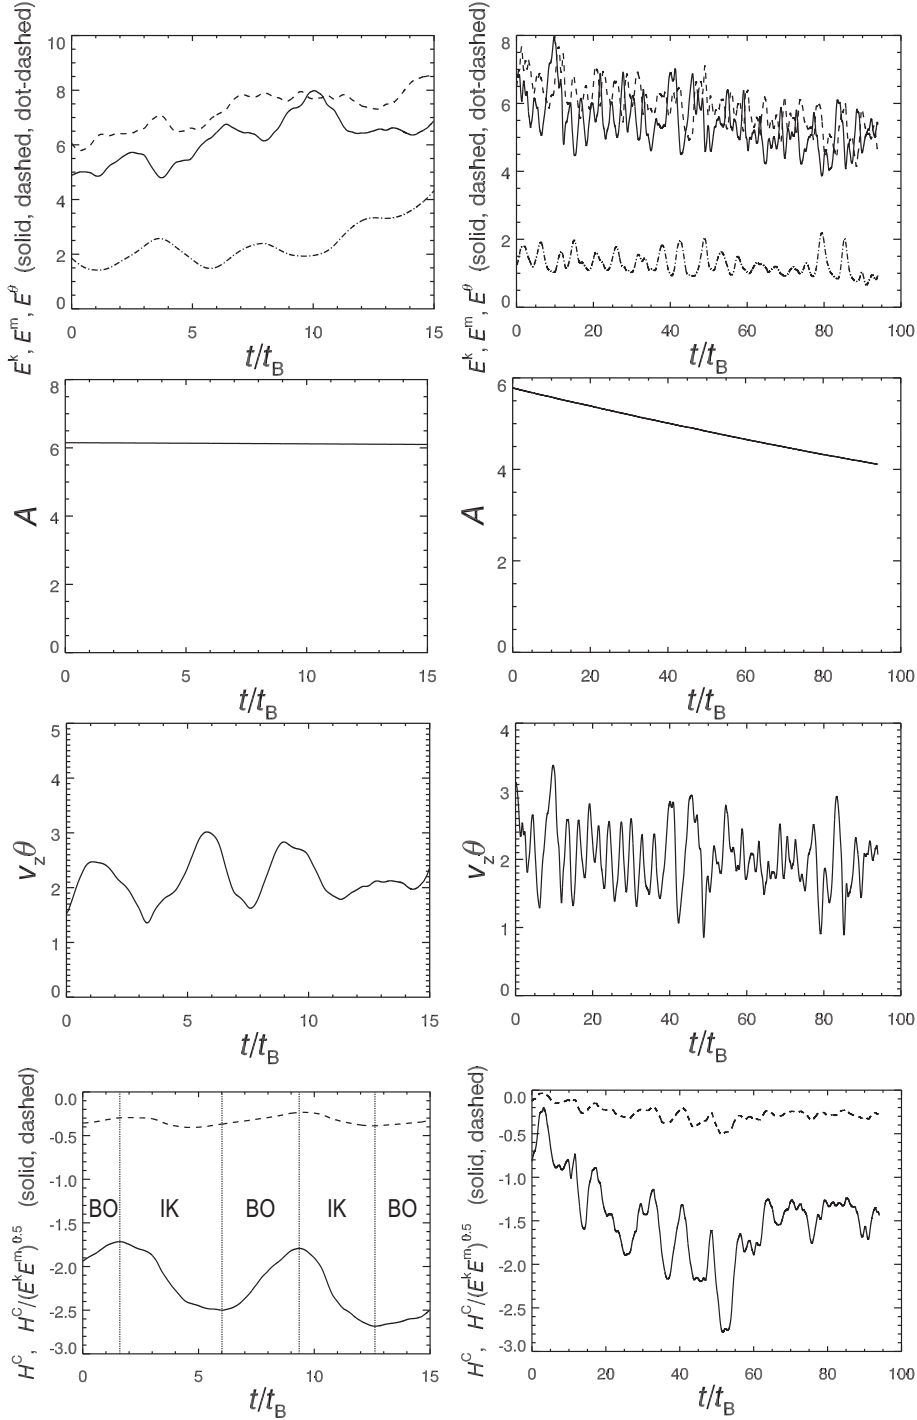 E^k, E^m, E^θ (solid, dashed, dot-dashed)
10
8
6
4
2
0
0 5 10 15
t/t_B
E^k, E^m, E^θ (solid, dashed, dot-dashed)
8
6
4
2
0
0 20 40 60 80 100
t/t_B
A
8
6
4
2
0
0 5 10 15
t/t_B
A
6
4
2
0
0 20 40 60 80 100
t/t_B
v_zθ
5
4
3
2
1
0
0 5 10 15
t/t_B
v_zθ
4
3
2
1
0
0 20 40 60 80 100
t/t_B
H^C, H^C/(E^kE^m)^0.5 (solid, dashed)
0.0
-0.5
-1.0
-1.5
-2.0
-2.5
-3.0
BO IK BO IK BO
0 5 10 15
t/t_B
H^C, H^C/(E^kE^m)^0.5 (solid, dashed)
0.0
-0.5
-1.0
-1.5
-2.0
-2.5
-3.0
0 20 40 60 80 100
t/t_B